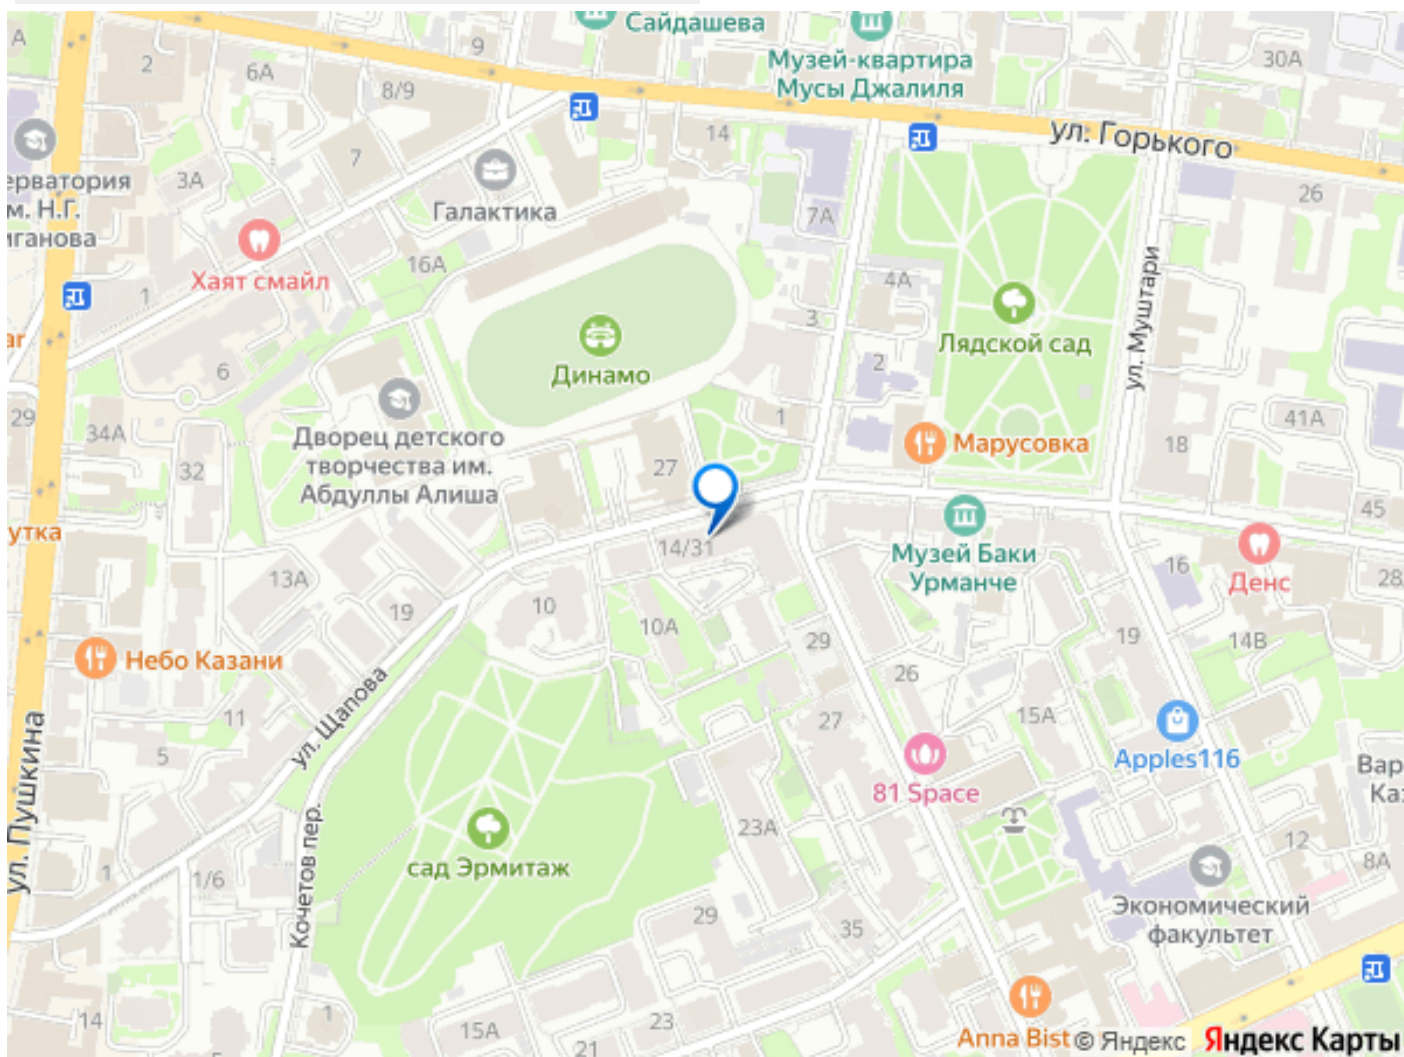 Сайдашева
А
2
9
30А
6А
Музей-квартира
Мусы Джалиля
8/9
14
ул. Горького
7
3А
26
Галактика
7А
16А
Хаят смайл
4А
1
3
Лядской сад
ул. Муштари
Динамо
2
6
29
34А
1
41А
18
Дворец детского
творчества им.
Абдуллы Алиша
Марусовка
32
27
45
14/31
Музей Баки
Урманче
Денс
16
28
13А
19
10
10А
29
19
14В
Небо Казани
26
11
ул. Щапова
27
15А
5
Apples116
81 Space
ул. Пушкина
23А
12
8А
сад Эрмитаж
1
1/6
Кочетов пер.
Экономический
факультет
29
35
14
1
15А
23
21
5
Anna Bist
© Яндекс
Яндекс Карты